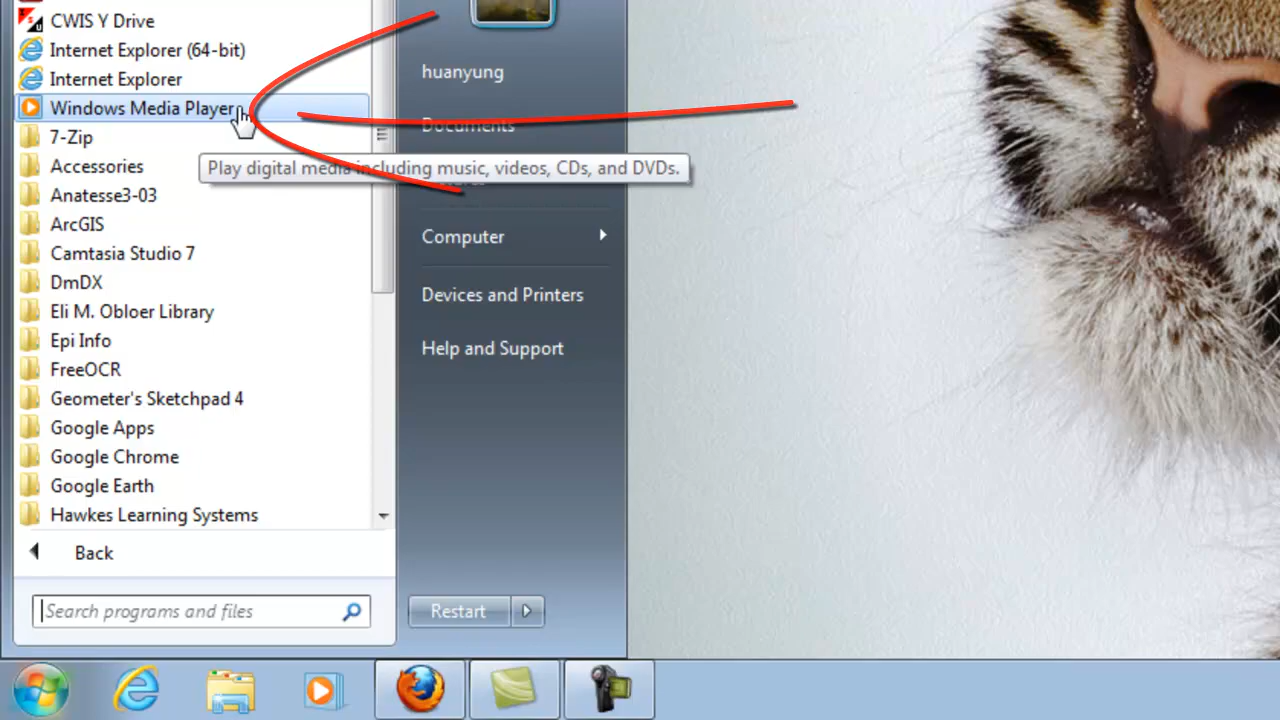 CWIS Y Drive
Internet Explorer (64-bit)
Internet Explorer
Windows Media Player
7-Zip
Accessories
Anatesse3-03
ArcGIS
Camtasia Studio 7
DmDX
Eli M. Obloer Library
Epi Info
FreeOCR
Geometer's Sketchpad 4
Google Apps
Google Chrome
Google Earth
Hawkes Learning Systems
Back
Search programs and files
huanyung
Documents
Play digital media including music, videos, CDs, and DVDs.
Computer
Devices and Printers
Help and Support
Restart